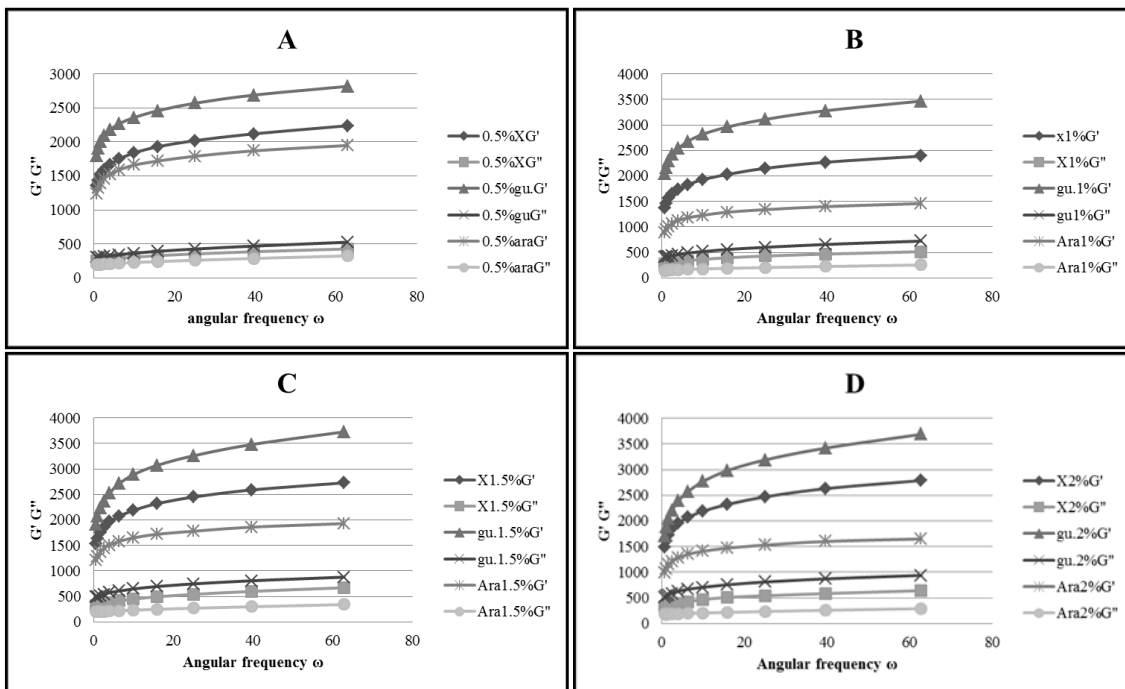 A
3000
2500
2000
1500
1000
500
0
G' G"
0 20 40 60 80
angular frequency ω
0.5%XG'
0.5%XG"
0.5%gu.G'
0.5%guG"
0.5%araG'
0.5%araG"
B
4000
3500
3000
2500
2000
1500
1000
500
0
G'G"
0 20 40 60 80
Angular frequency ω
x1%G'
X1%G"
gu.1%G'
gu1%G"
Ara1%G'
Ara1%G"
C
4000
3500
3000
2500
2000
1500
1000
500
0
G' G"
0 20 40 60 80
Angular frequency ω
X1.5%G'
X1.5%G"
gu.1.5%G'
gu.1.5%G"
Ara1.5%G'
Ara1.5%G"
D
4000
3500
3000
2500
2000
1500
1000
500
0
G' G"
0 20 40 60 80
Angular frequency ω
X2%G'
X2%G"
gu.2%G'
gu.2%G"
Ara2%G'
Ara2%G"